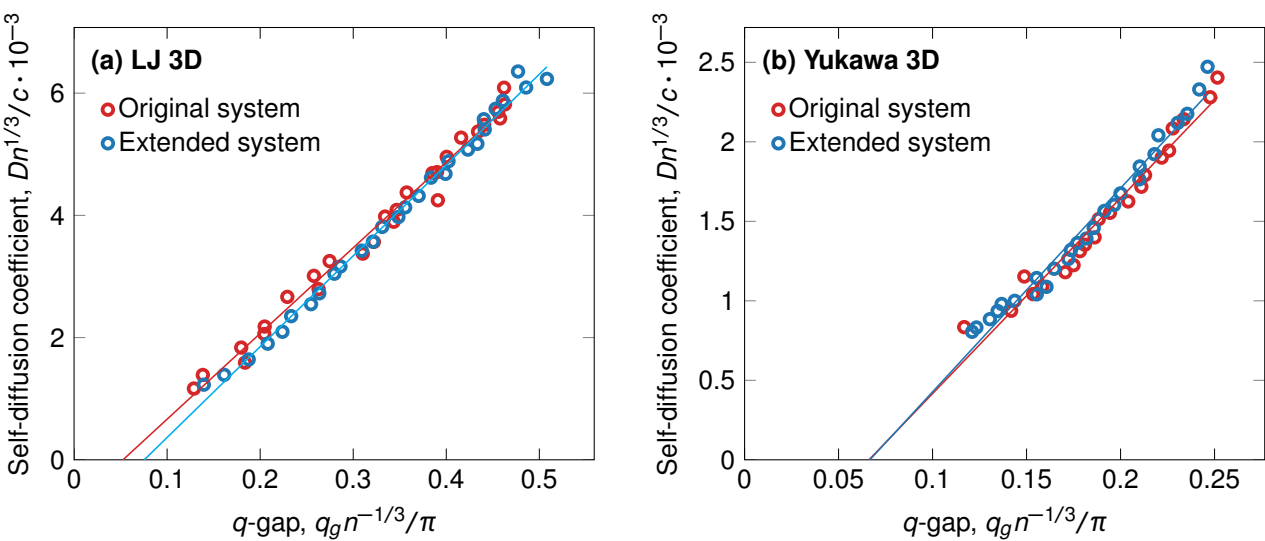 (a) LJ 3D
Original system
Extended system
Self-diffusion coefficient, Dn^{1/3}/c · 10^{−3}
6
4
2
0
0 0.1 0.2 0.3 0.4 0.5
q-gap, q_g n^{−1/3}/π
(b) Yukawa 3D
Original system
Extended system
Self-diffusion coefficient, Dn^{1/3}/c · 10^{−3}
2.5
2
1.5
1
0.5
0
0 0.05 0.1 0.15 0.2 0.25
q-gap, q_g n^{−1/3}/π